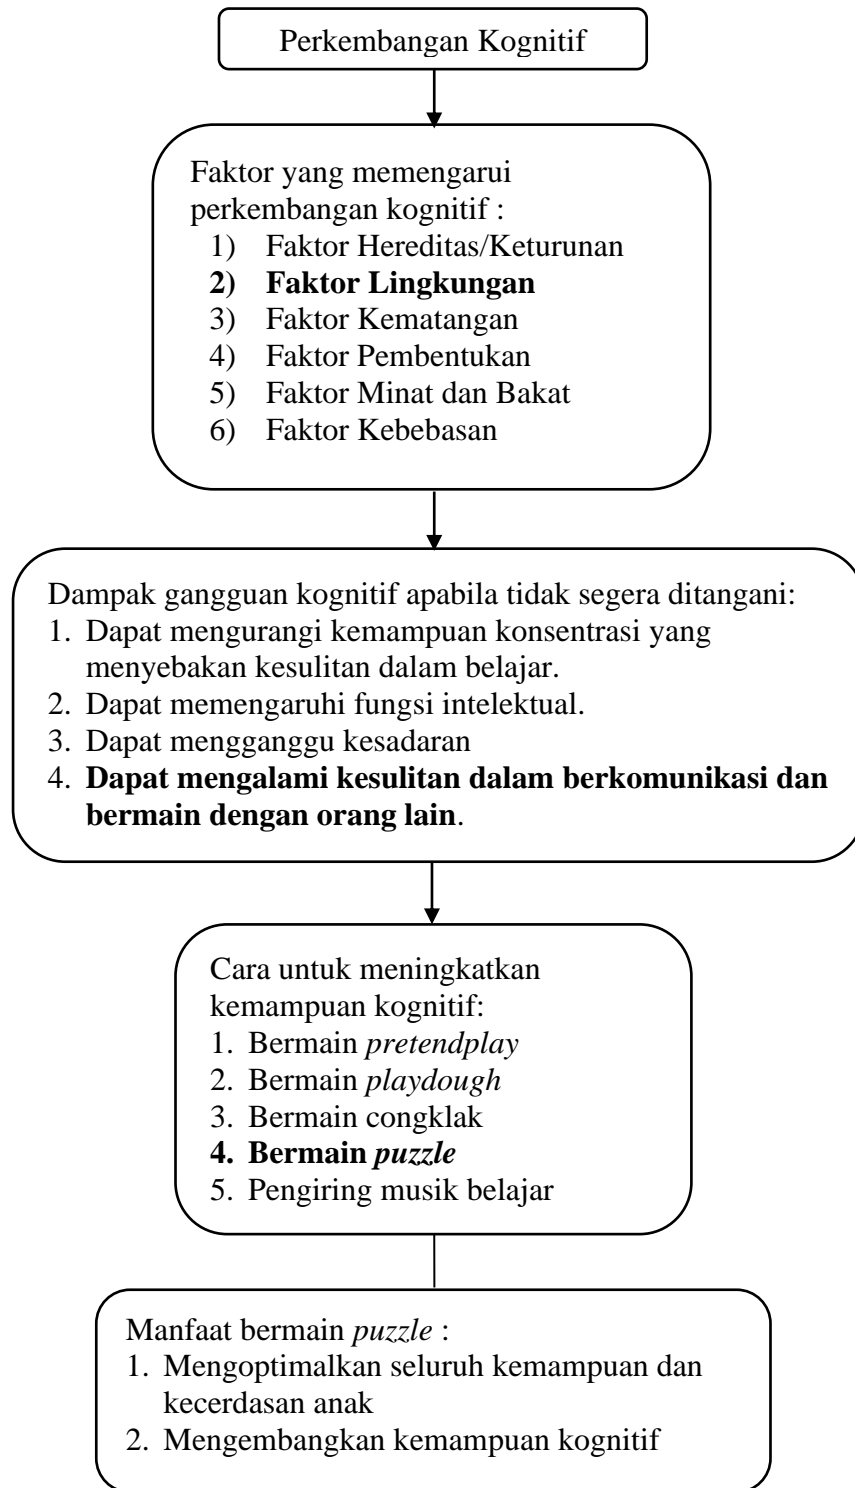 Perkembangan Kognitif
Faktor yang memengarui
perkembangan kognitif :
1) Faktor Hereditas/Keturunan
2) Faktor Lingkungan
3) Faktor Kematangan
4) Faktor Pembentukan
5) Faktor Minat dan Bakat
6) Faktor Kebebasan
Dampak gangguan kognitif apabila tidak segera ditangani:
1. Dapat mengurangi kemampuan konsentrasi yang
menyebakan kesulitan dalam belajar.
2. Dapat memengaruhi fungsi intelektual.
3. Dapat mengganggu kesadaran
4. Dapat mengalami kesulitan dalam berkomunikasi dan
bermain dengan orang lain.
Cara untuk meningkatkan
kemampuan kognitif:
1. Bermain pretendplay
2. Bermain playdough
3. Bermain congklak
4. Bermain puzzle
5. Pengiring musik belajar
Manfaat bermain puzzle :
1. Mengoptimalkan seluruh kemampuan dan
kecerdasan anak
2. Mengembangkan kemampuan kognitif